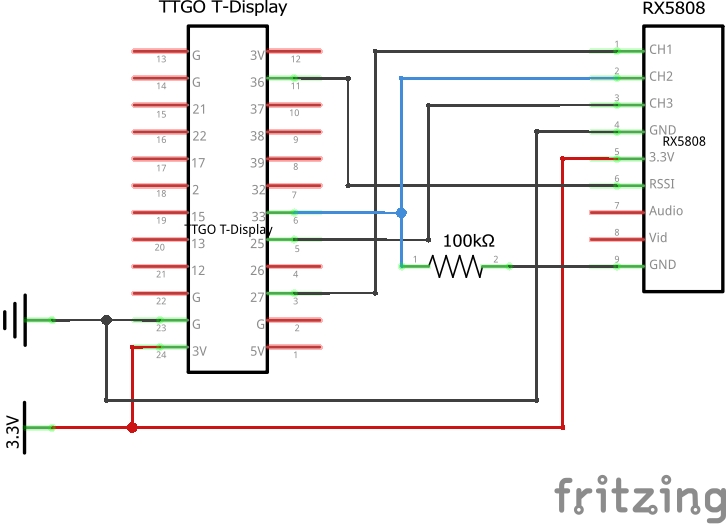 TTGO T-Display
RX5808
13 G 3V 12
14 G 36 11
15 21 37 10
16 22 38 9
17 17 39 8
18 2 32 7
19 15 33 6
TTGO T-Display
20 13 25 5
21 12 26 4
22 G 27 3
23 G G 2
24 3V 5V 1
1 CH1
2 CH2
3 CH3
4 GND
RX5808
5 3.3V
6 RSSI
7 Audio
8 Vid
9 GND
100kΩ
1 2
3.3V
fritzing